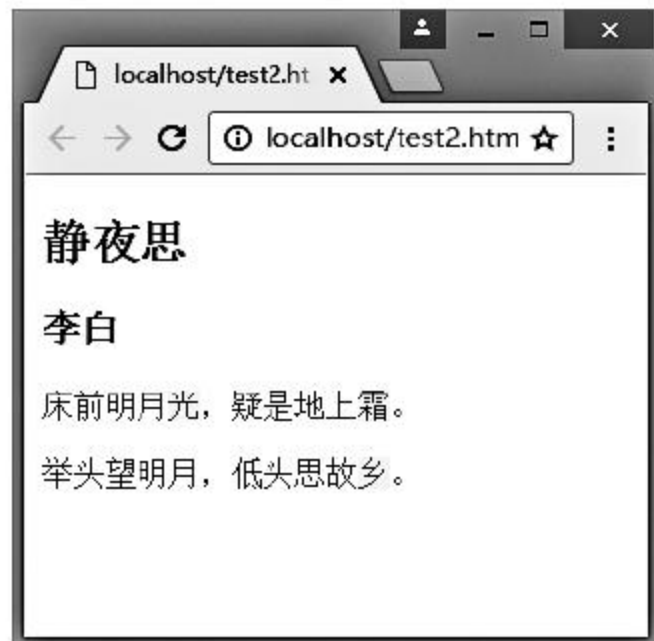 localhost/test2.ht
localhost/test2.htm
静夜思
李白
床前明月光，疑是地上霜。
举头望明月，低头思故乡。